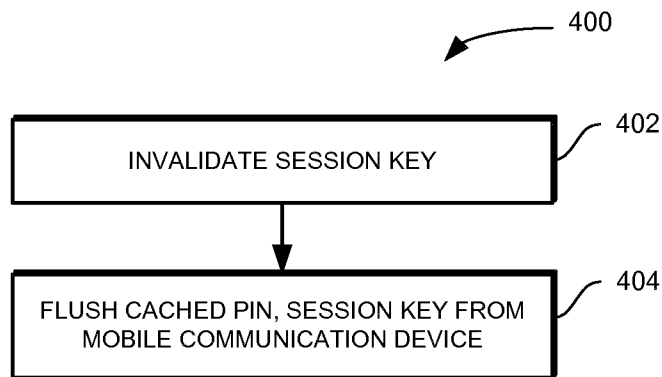 400
402
INVALIDATE SESSION KEY
404
FLUSH CACHED PIN, SESSION KEY FROM
MOBILE COMMUNICATION DEVICE